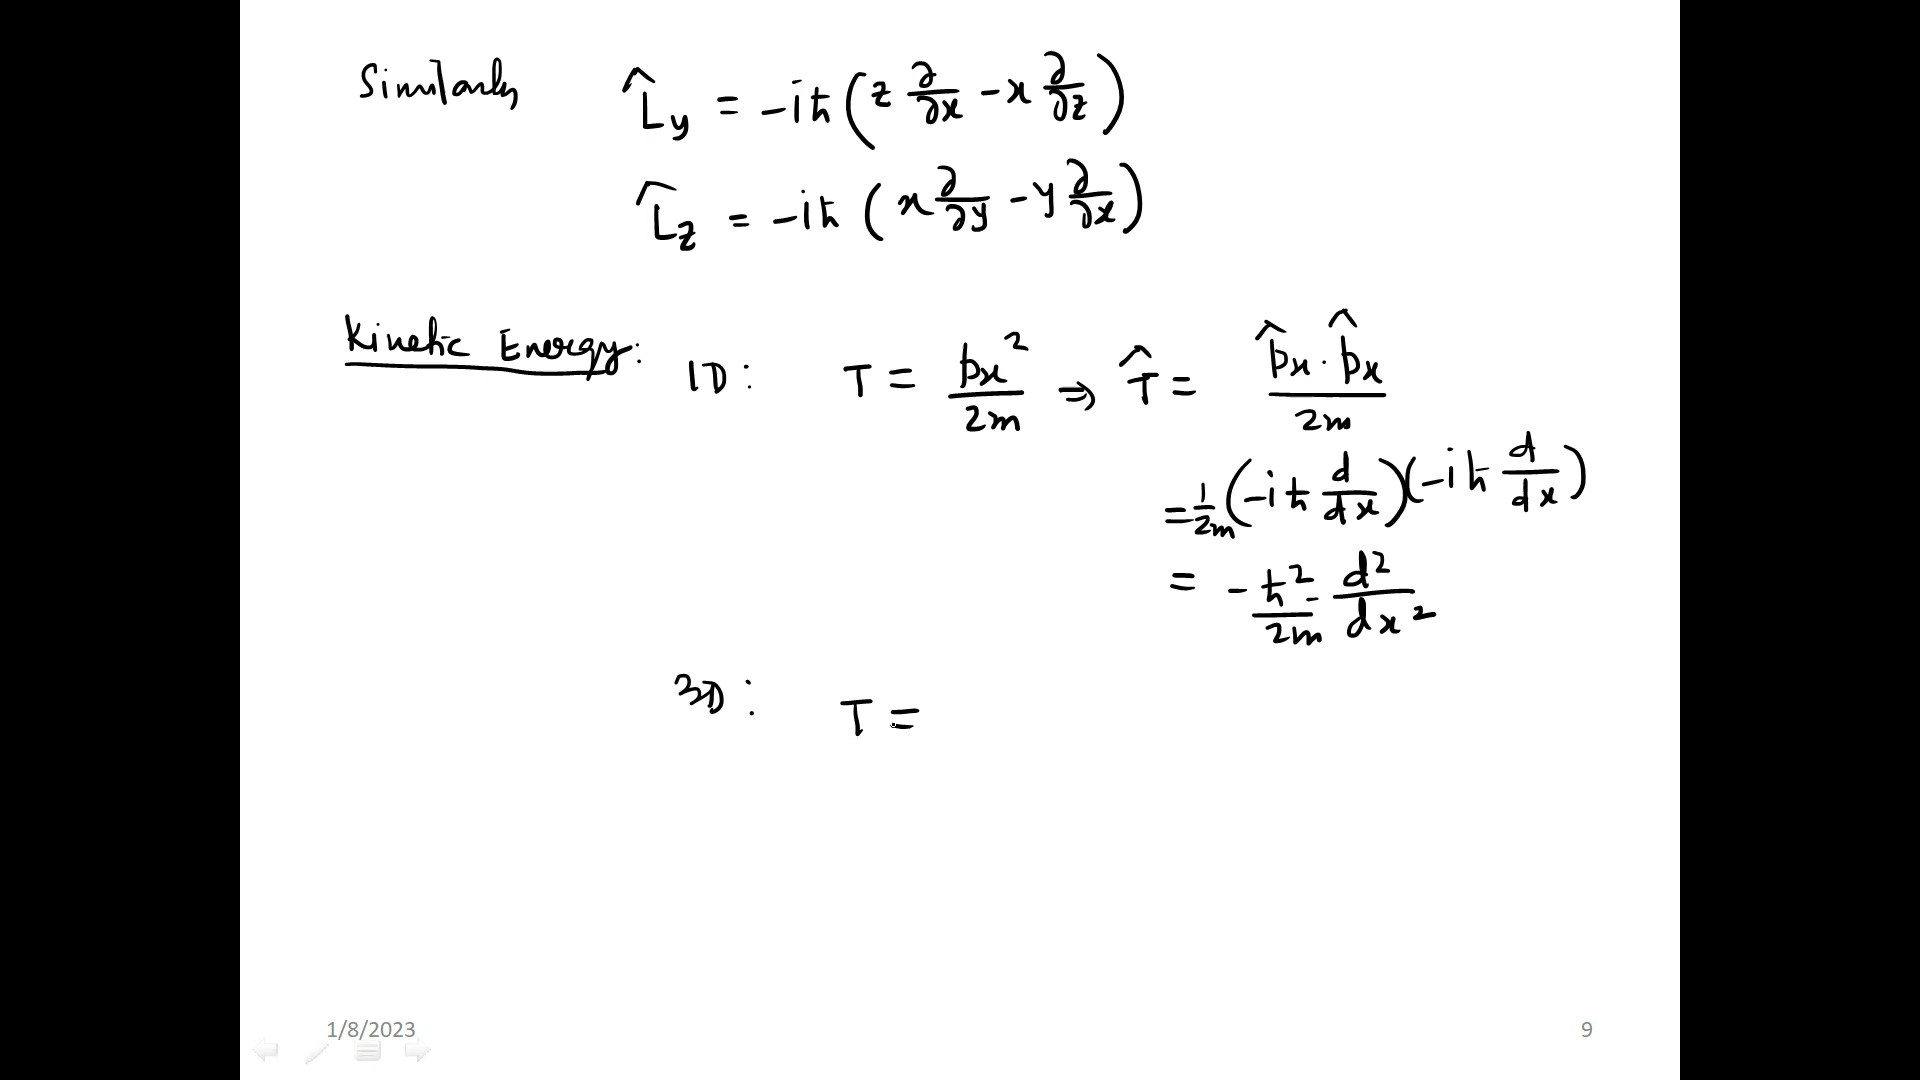 Similarly L̂y = -iħ (z ∂/∂x - x ∂/∂z)
L̂z = -iħ (x ∂/∂y - y ∂/∂x)
Kinetic Energy: 1D: T = px²/2m ⇒ T̂ = p̂x · p̂x/2m
= 1/2m (-iħ d/dx)(-iħ d/dx)
= -ħ²/2m d²/dx²
3D: T =
1/8/2023 9